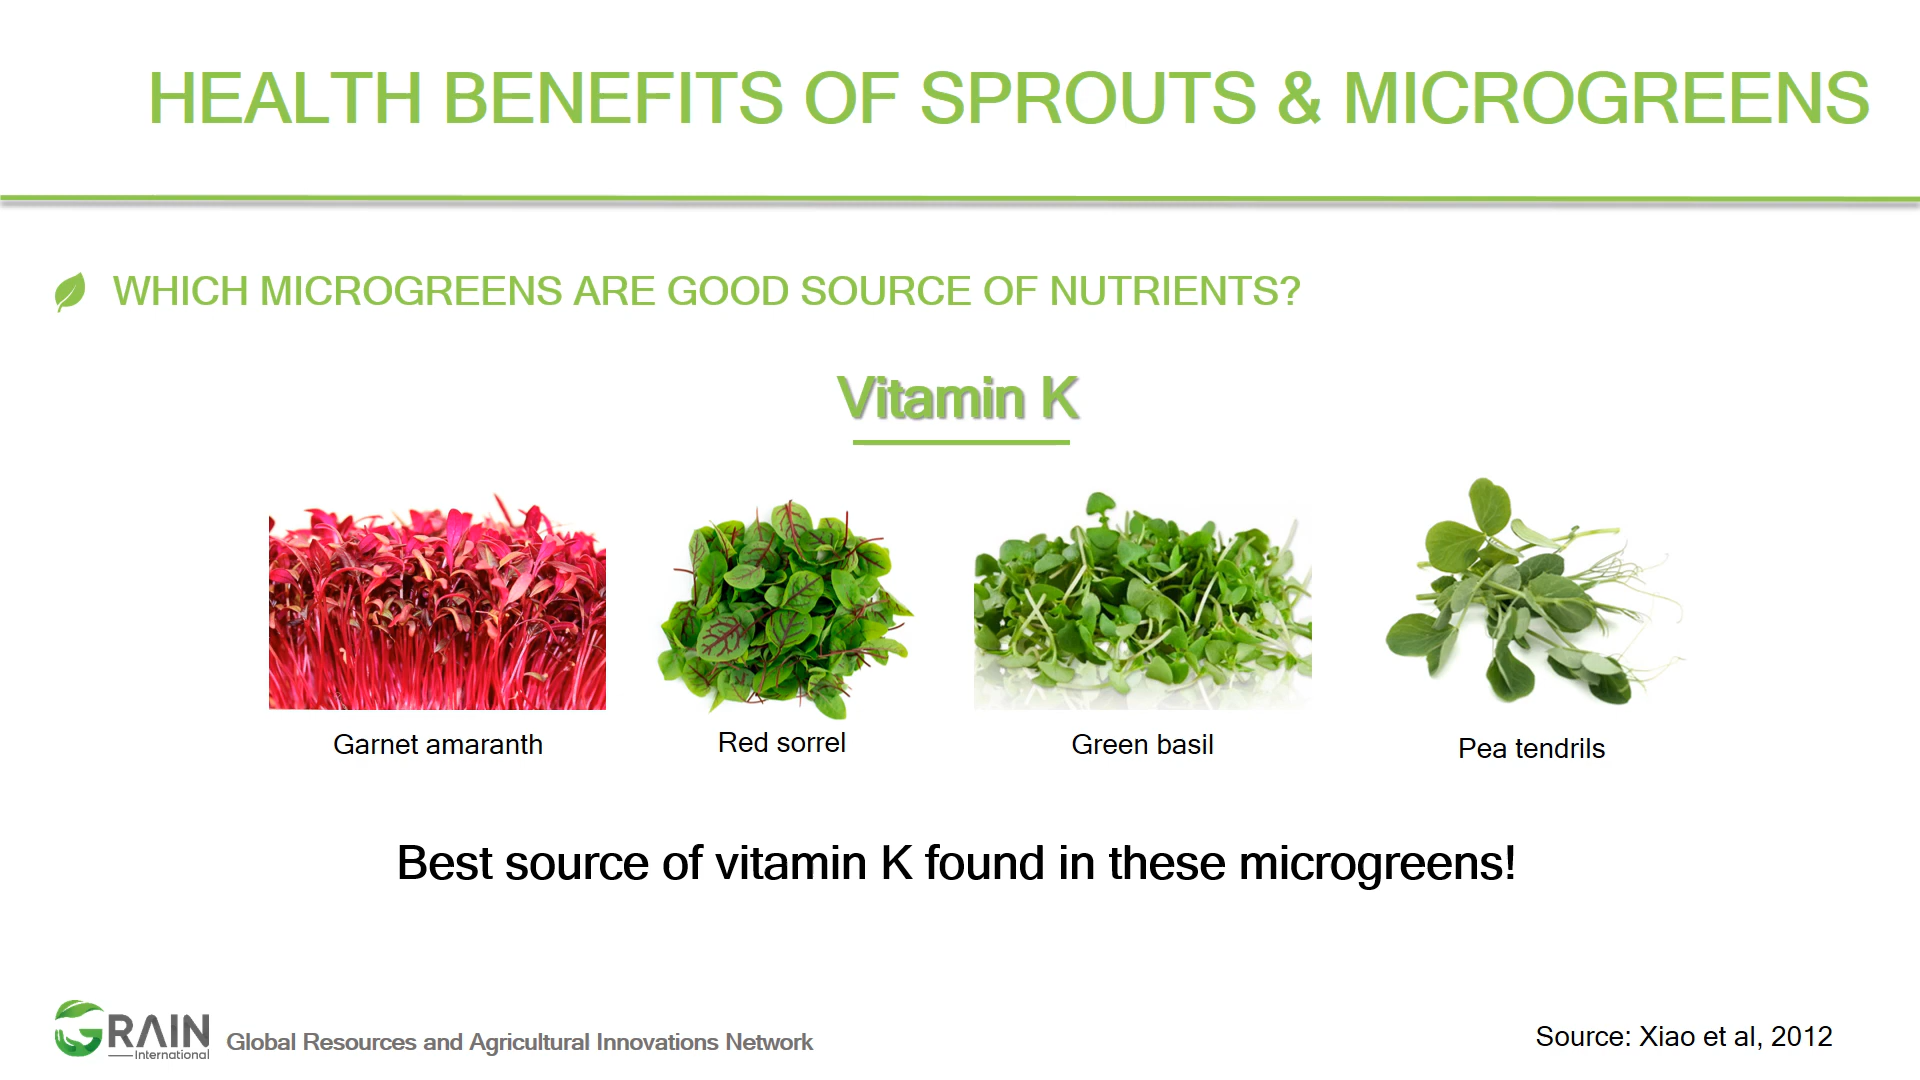 HEALTH BENEFITS OF SPROUTS & MICROGREENS
WHICH MICROGREENS ARE GOOD SOURCE OF NUTRIENTS?
Vitamin K
Garnet amaranth
Red sorrel
Green basil
Pea tendrils
Best source of vitamin K found in these microgreens!
GRAIN
International
Global Resources and Agricultural Innovations Network
Source: Xiao et al, 2012